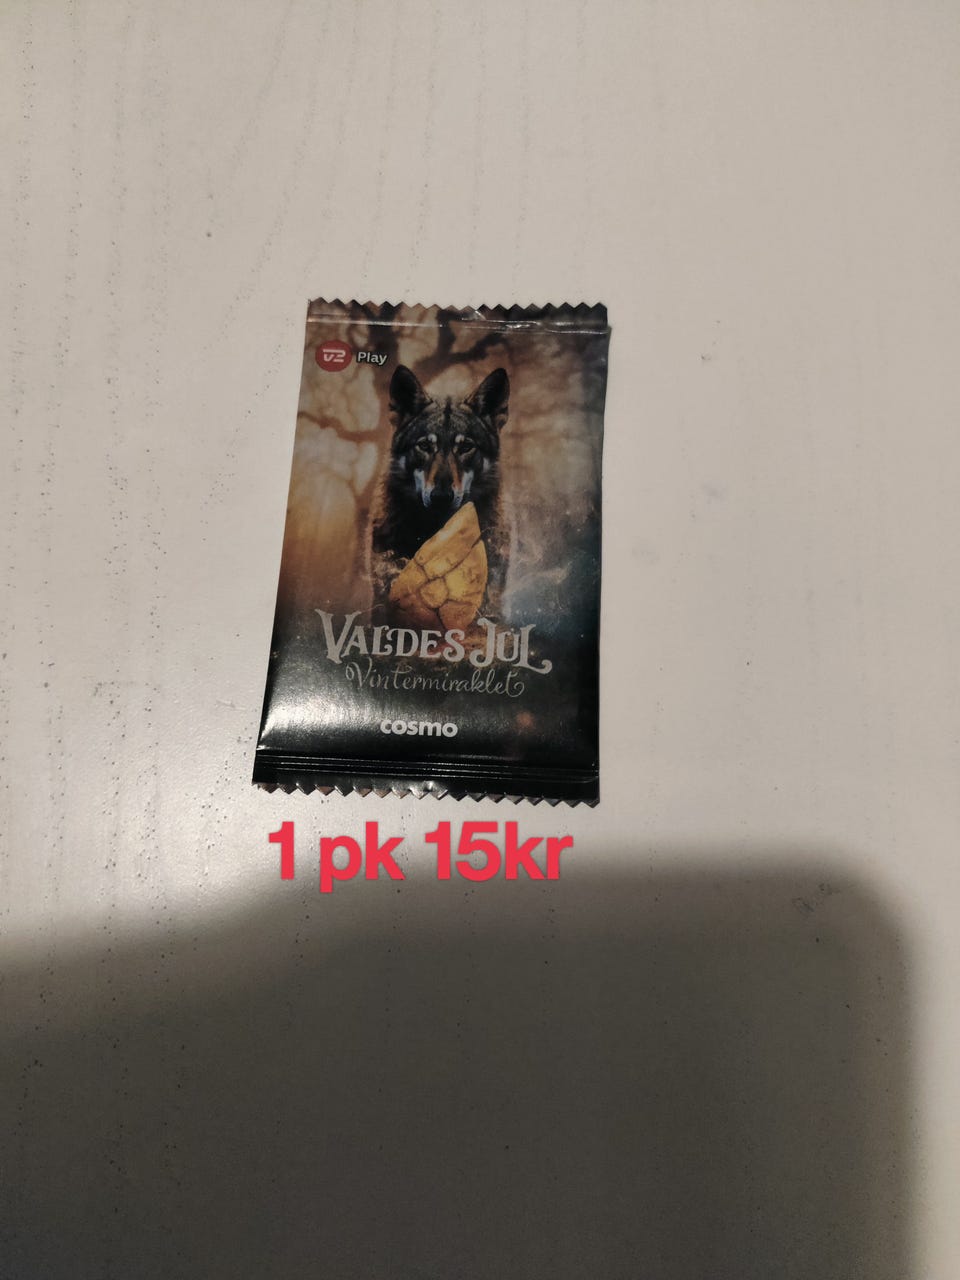 TV2 Play
VALDES JUL
Vintermiraklet
cosmo
1 pk 15kr